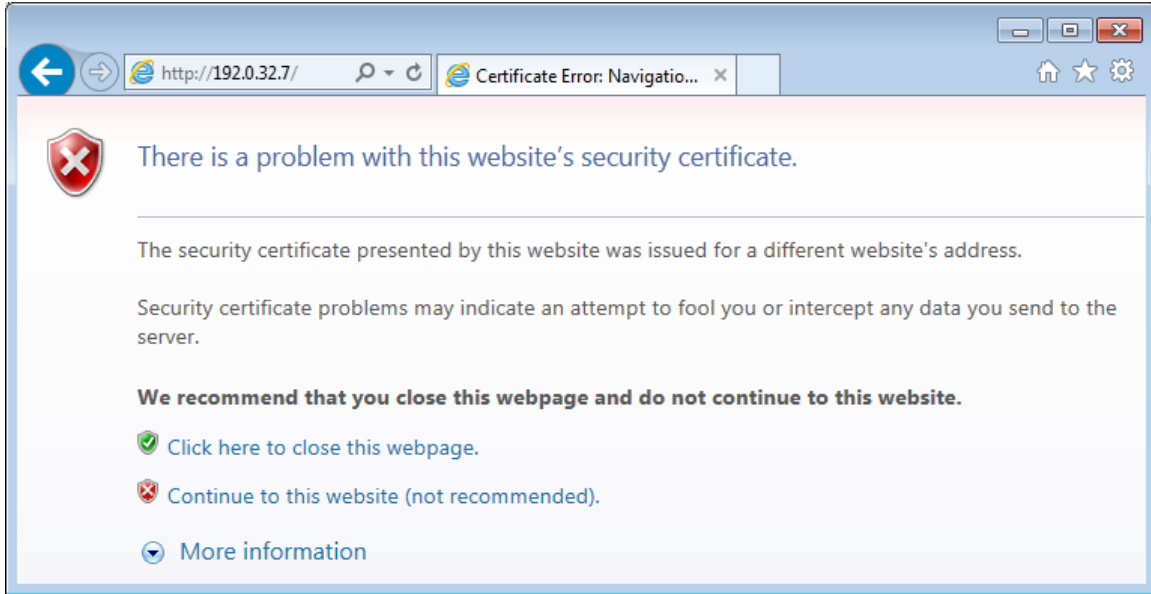 http://192.0.32.7/
Certificate Error: Navigatio...
There is a problem with this website’s security certificate.
The security certificate presented by this website was issued for a different website's address.
Security certificate problems may indicate an attempt to fool you or intercept any data you send to the
server.
We recommend that you close this webpage and do not continue to this website.
Click here to close this webpage.
Continue to this website (not recommended).
More information